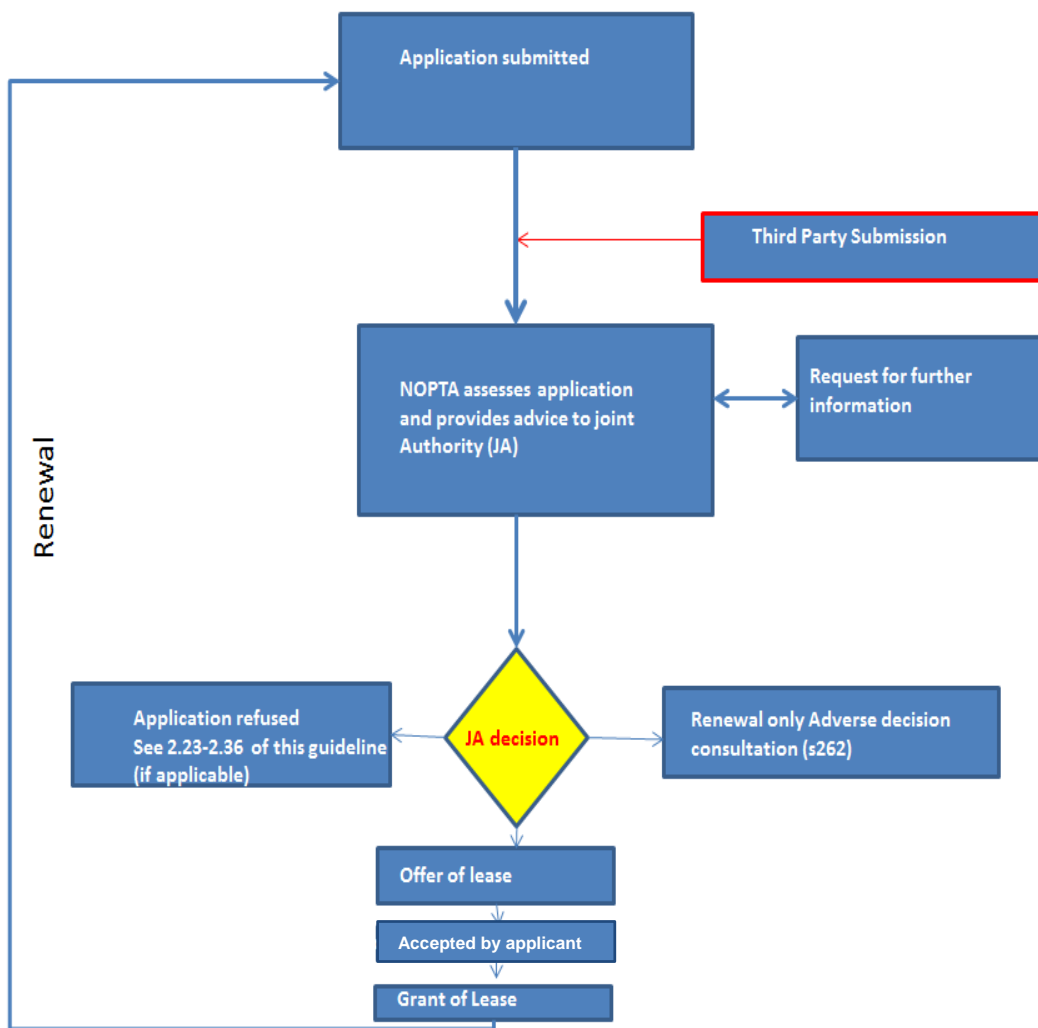 Application submitted
Third Party Submission
NOPTA assesses application
and provides advice to joint
Authority (JA)
Request for further
information
Renewal
JA decision
Application refused
See 2.23-2.36 of this guideline
(if applicable)
Renewal only Adverse decision
consultation (s262)
Offer of lease
Accepted by applicant
Grant of Lease